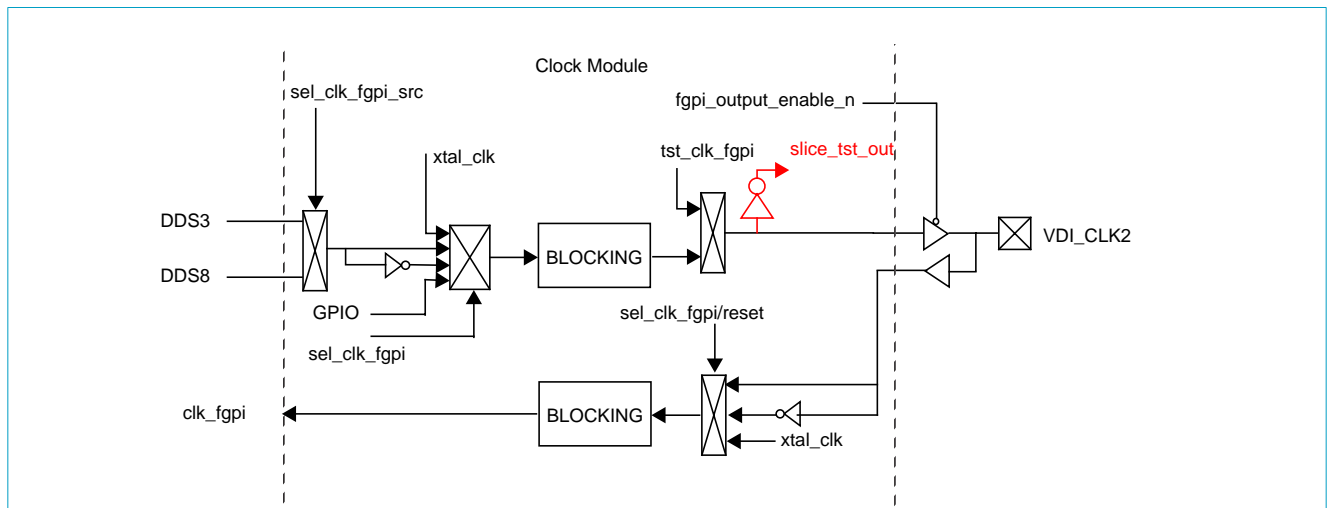 Clock Module
sel_clk_fgpi_src
fgpi_output_enable_n
xtal_clk
tst_clk_fgpi
slice_tst_out
DDS3
VDI_CLK2
BLOCKING
DDS8
GPIO
sel_clk_fgpi/reset
sel_clk_fgpi
clk_fgpi
BLOCKING
xtal_clk